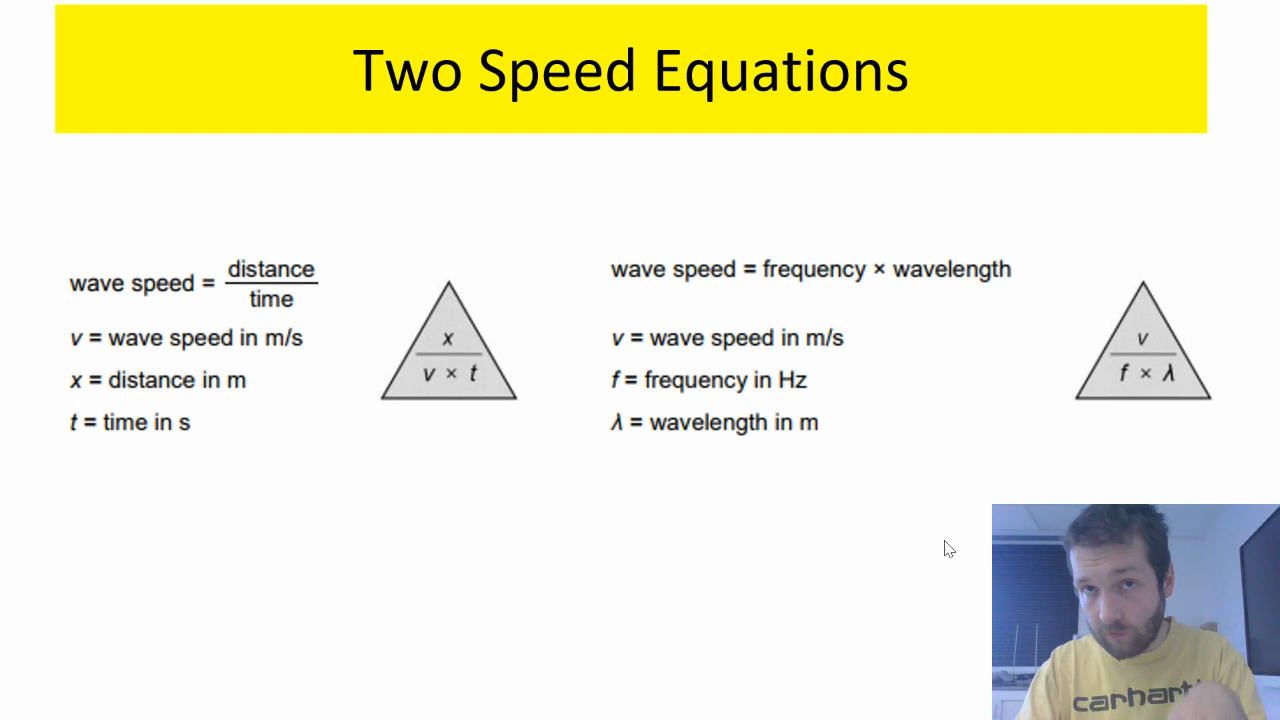 Two Speed Equations
wave speed = distance
time
v = wave speed in m/s
x = distance in m
t = time in s
x
v × t
wave speed = frequency × wavelength
v = wave speed in m/s
f = frequency in Hz
λ = wavelength in m
v
f × λ
carhart